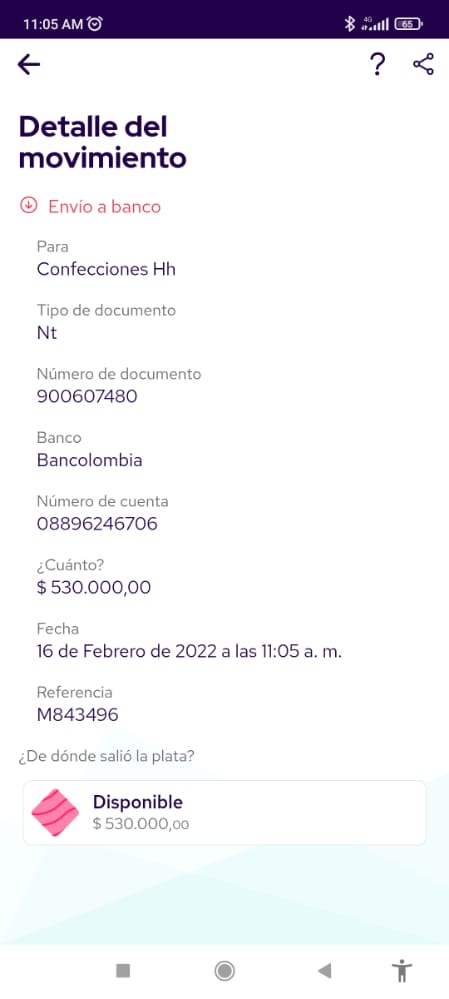 11:05 AM
4G
65
?
Detalle del
movimiento
Envío a banco
Para
Confecciones Hh
Tipo de documento
Nt
Número de documento
900607480
Banco
Bancolombia
Número de cuenta
08896246706
¿Cuánto?
$ 530.000,00
Fecha
16 de Febrero de 2022 a las 11:05 a. m.
Referencia
M843496
¿De dónde salió la plata?
Disponible
$ 530.000,00